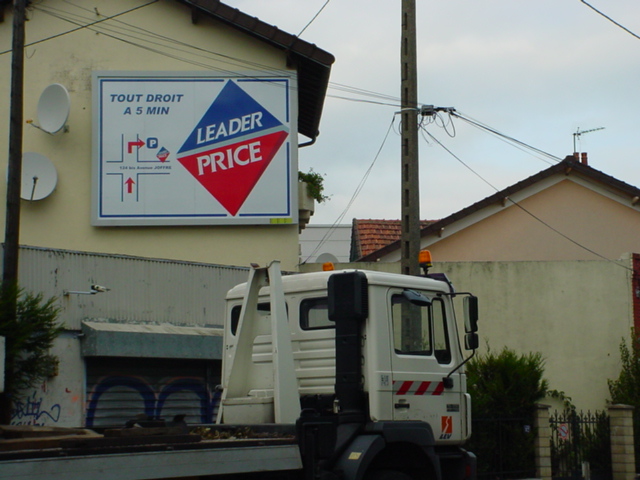 TOUT DROIT
A 5 MIN
LEADER
PRICE
P